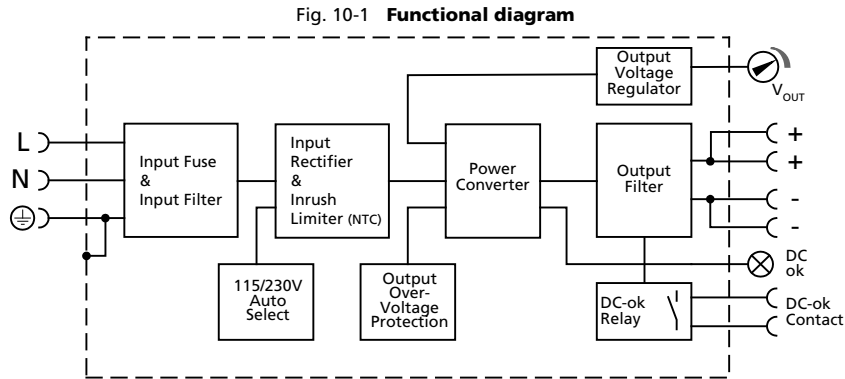 Fig. 10-1 Functional diagram
Output
Voltage
Regulator
VOUT
L
N
Input Fuse
&
Input Filter
Input
Rectifier
&
Inrush
Limiter (NTC)
Power
Converter
Output
Filter
+
+
-
-
DC
ok
115/230V
Auto
Select
Output
Over-
Voltage
Protection
DC-ok
Relay
DC-ok
Contact